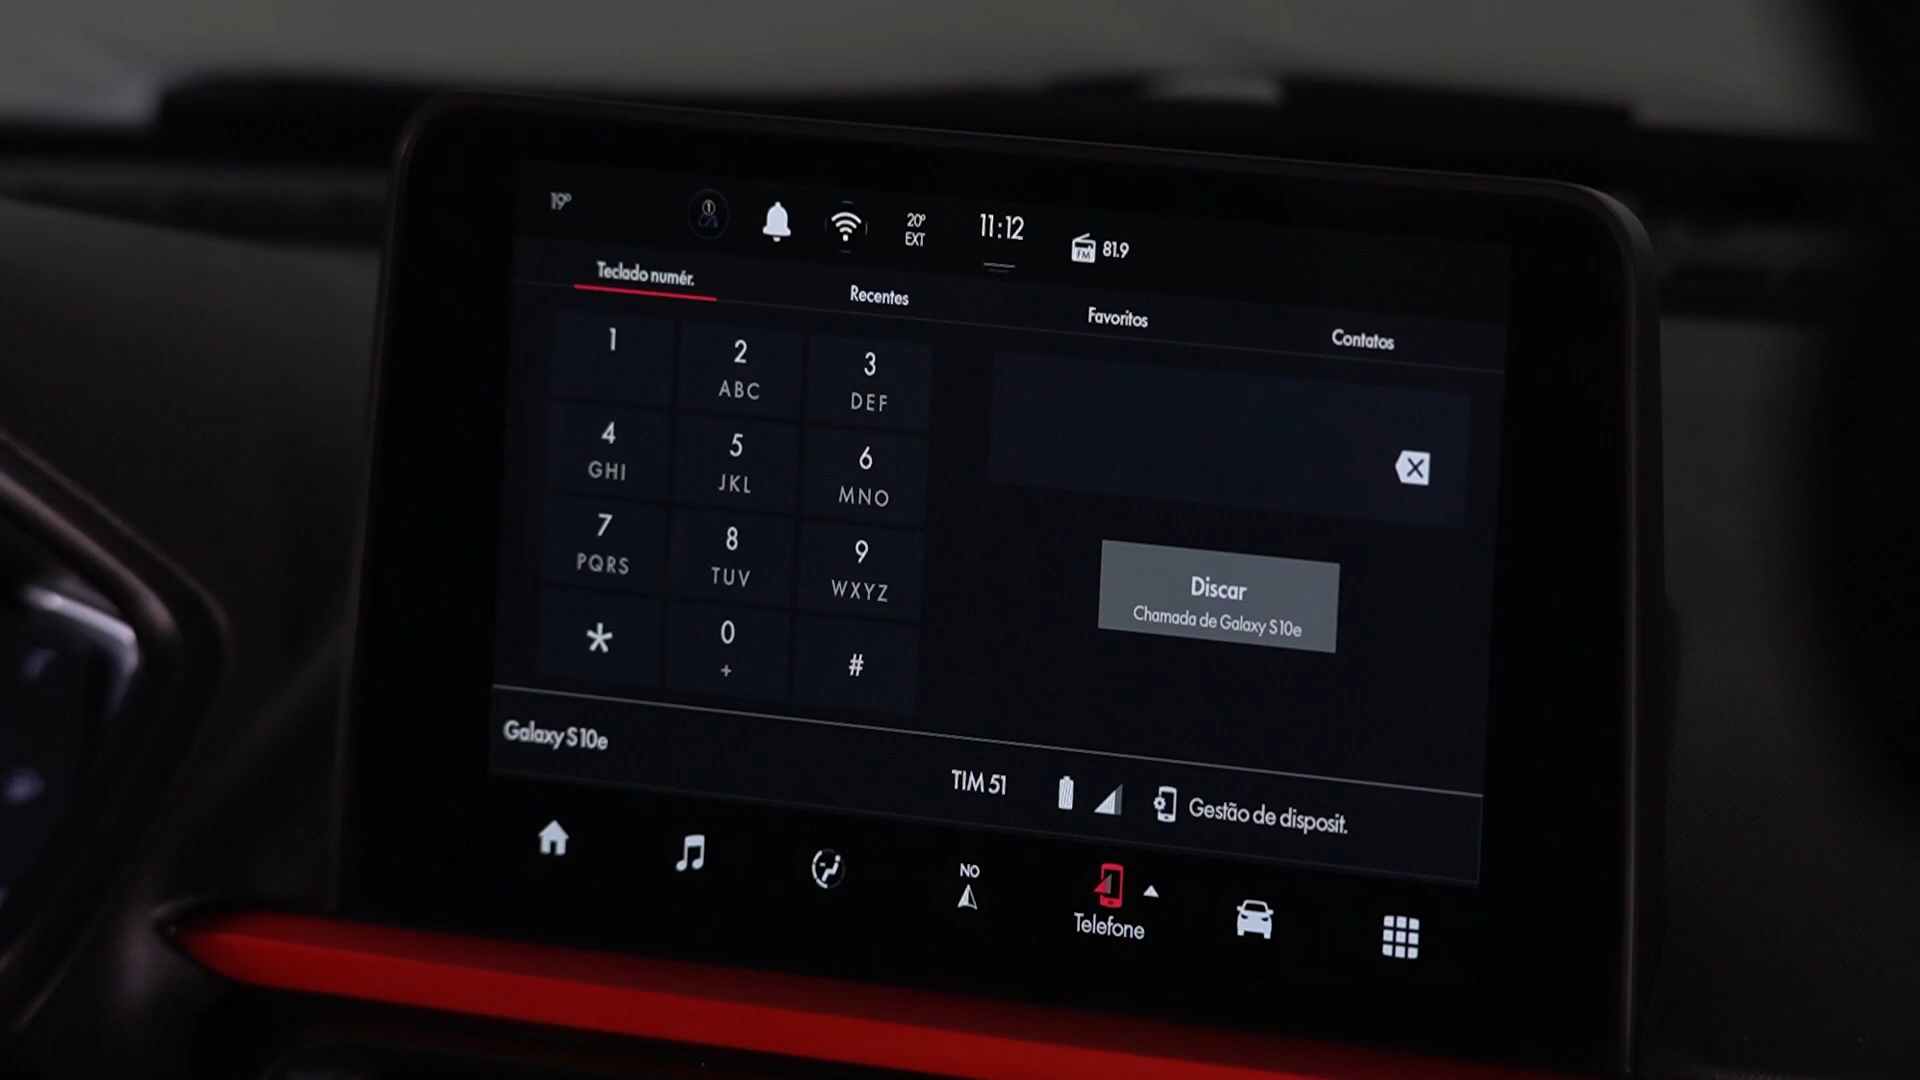 19°
20°
EXT
11:12
FM
81.9
Teclado numér.
Recentes
Favoritos
Contatos
1
2
ABC
3
DEF
4
GHI
5
JKL
6
MNO
7
PQRS
8
TUV
9
WXYZ
*
0
+
#
Discar
Chamada de Galaxy S10e
Galaxy S10e
TIM 51
Gestão de disposit.
NO
Telefone